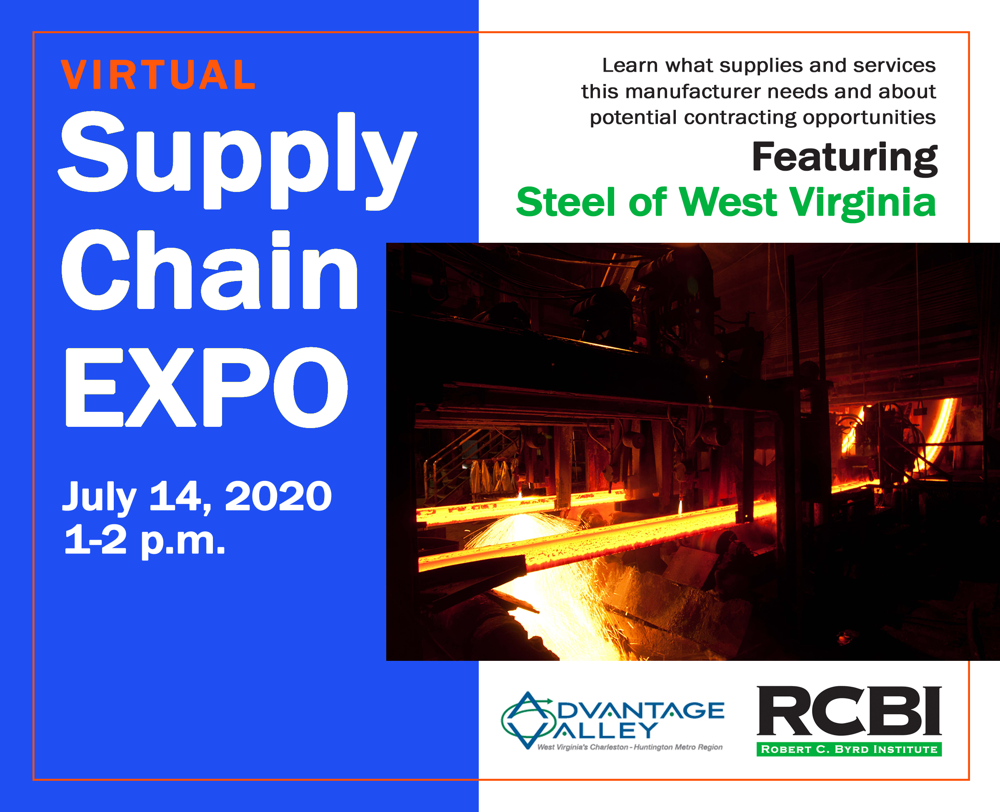 VIRTUAL
Supply
Chain
EXPO
July 14, 2020
1-2 p.m.
Learn what supplies and services
this manufacturer needs and about
potential contracting opportunities
Featuring
Steel of West Virginia
ADVANTAGE
VALLEY
West Virginia's Charleston - Huntington Metro Region
RCBI
ROBERT C. BYRD INSTITUTE